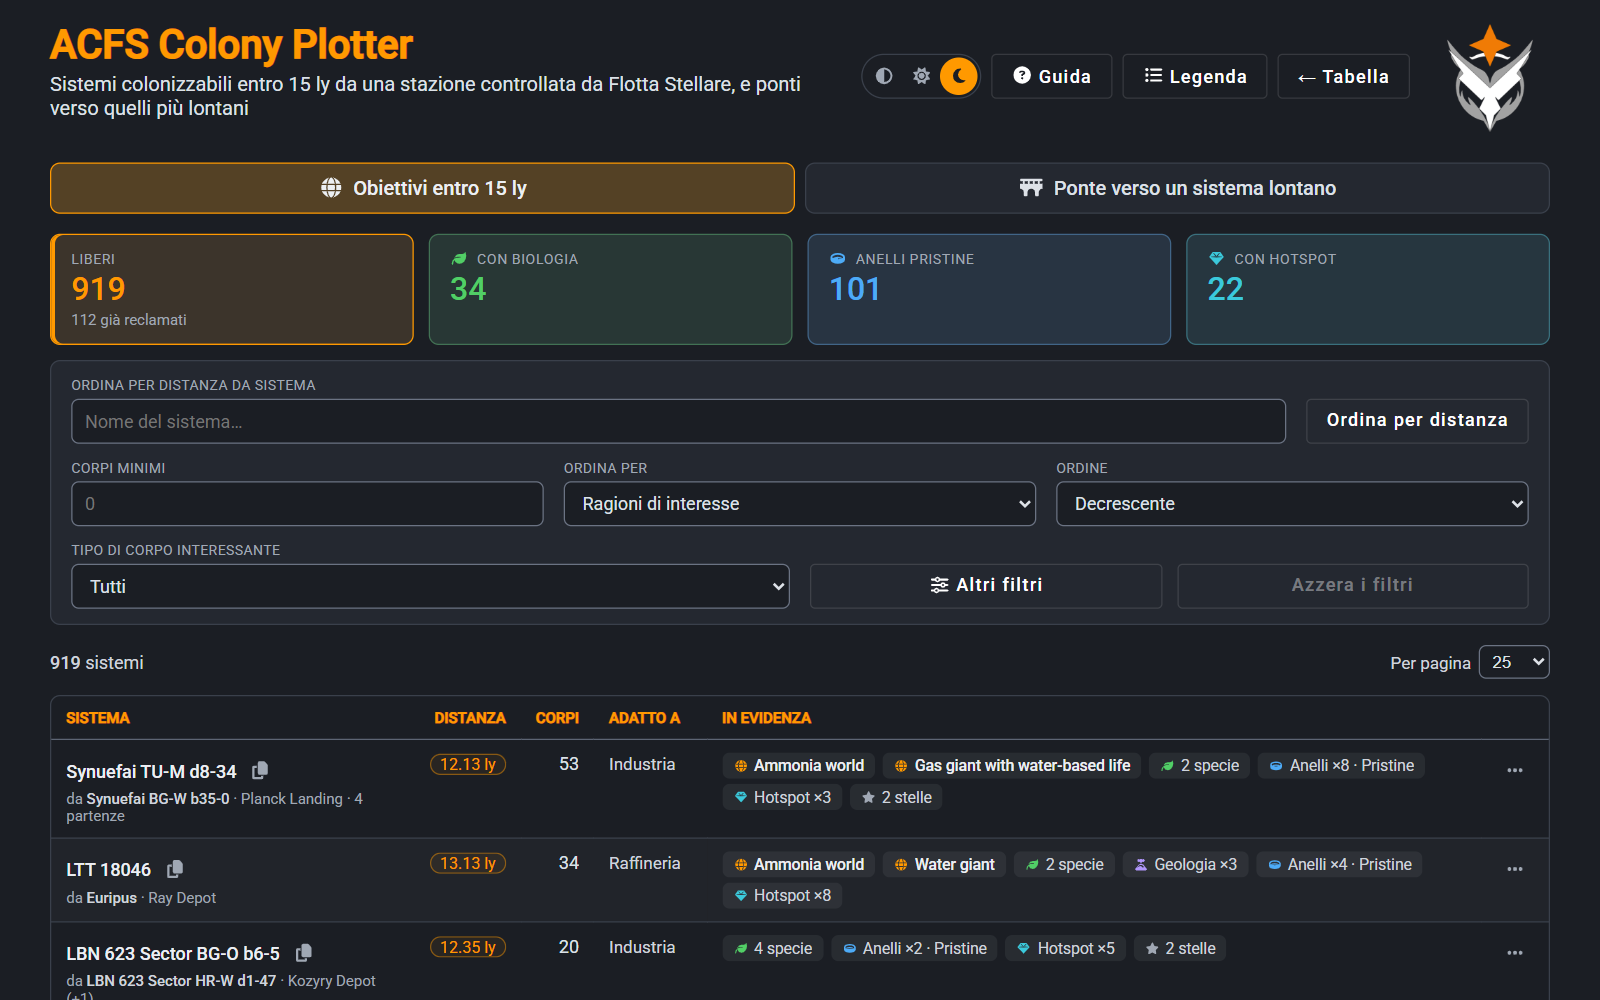 ACFS Colony Plotter
Sistemi colonizzabili entro 15 ly da una stazione controllata da Flotta Stellare, e ponti
verso quelli più lontani
Guida
Legenda
← Tabella
Obiettivi entro 15 ly
Ponte verso un sistema lontano
LIBERI
919
112 già reclamati
CON BIOLOGIA
34
ANELLI PRISTINE
101
CON HOTSPOT
22
ORDINA PER DISTANZA DA SISTEMA
Nome del sistema...
Ordina per distanza
CORPI MINIMI
0
ORDINA PER
Ragioni di interesse
ORDINE
Decrescente
TIPO DI CORPO INTERESSANTE
Tutti
Altri filtri
Azzera i filtri
919 sistemi
Per pagina 25
SISTEMA DISTANZA CORPI ADATTO A IN EVIDENZA
Synuefai TU-M d8-34 12.13 ly 53 Industria Ammonia world Gas giant with water-based life 2 specie Anelli ×8 · Pristine
Hotspot ×3 2 stelle
da Synuefai BG-W b35-0 · Planck Landing · 4
partenze
LTT 18046 13.13 ly 34 Raffineria Ammonia world Water giant 2 specie Geologia ×3 Anelli ×4 · Pristine
Hotspot ×8
da Euripus · Ray Depot
LBN 623 Sector BG-O b6-5 12.35 ly 20 Industria 4 specie Anelli ×2 · Pristine Hotspot ×5 2 stelle
da LBN 623 Sector HR-W d1-47 · Kozyry Depot
(+1)